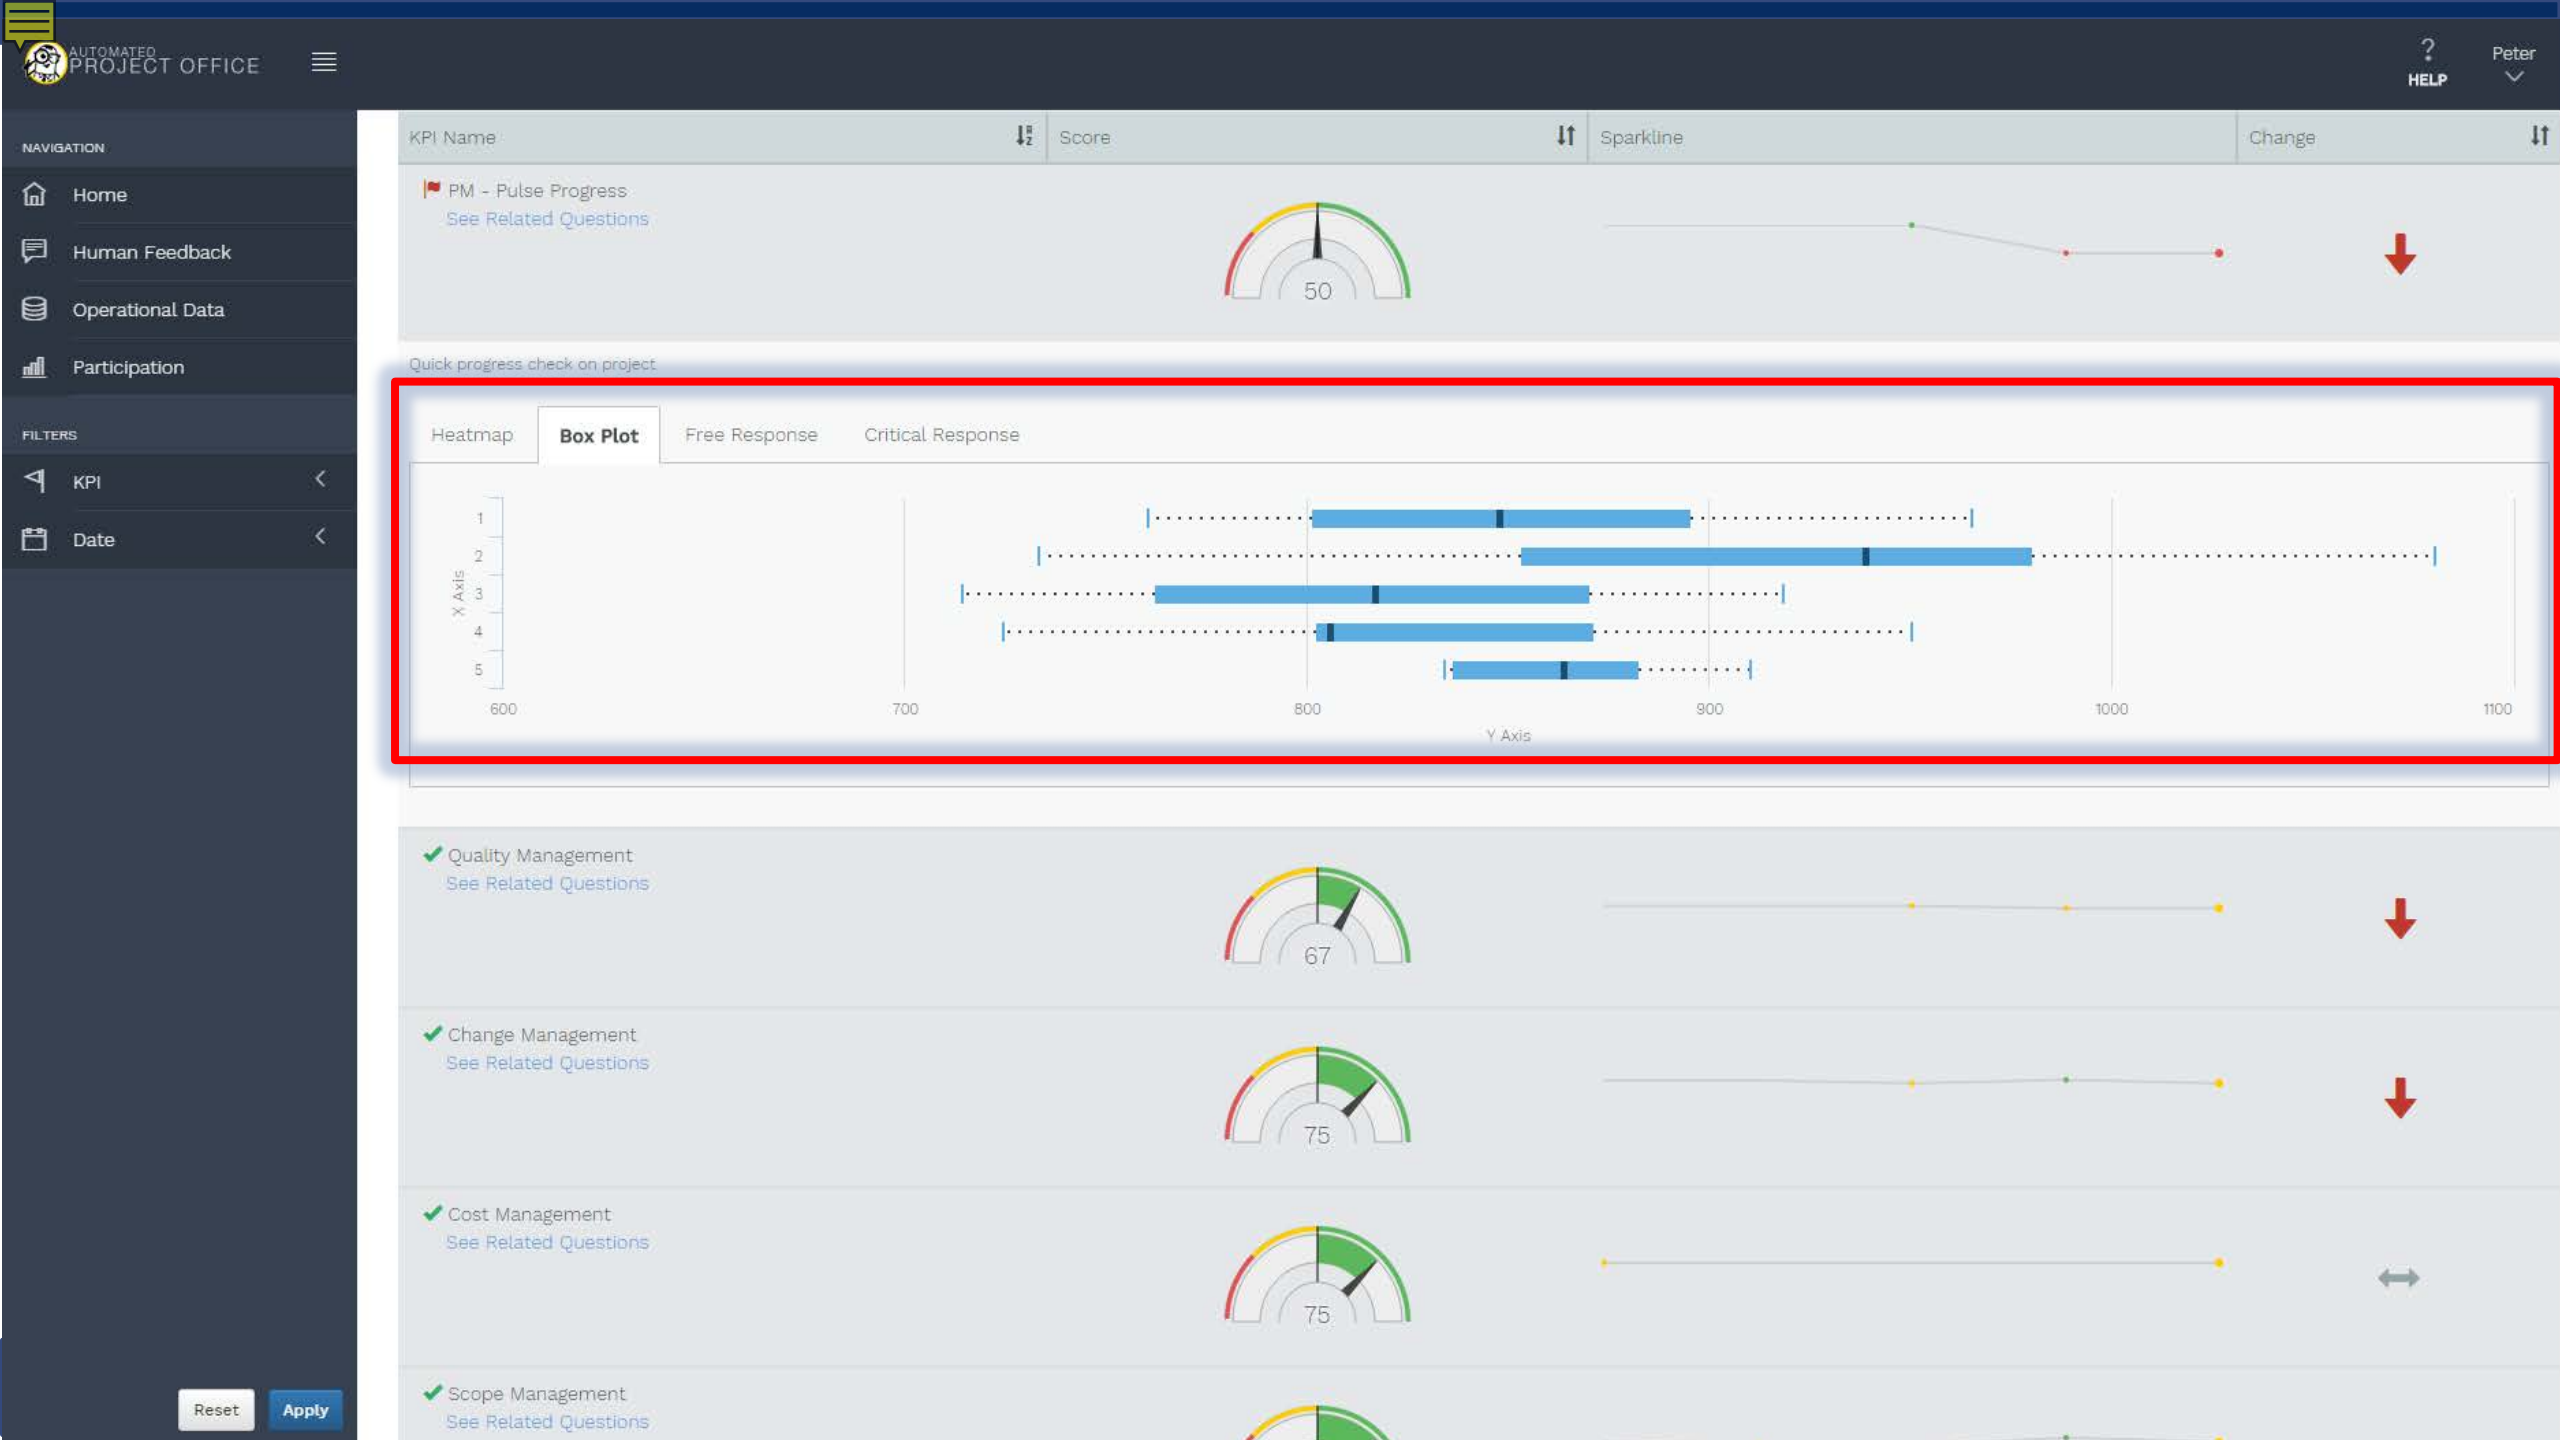 AUTOMATED
PROJECT OFFICE
?
HELP
Peter
NAVIGATION
Home
Human Feedback
Operational Data
Participation
FILTERS
KPI
Date
Reset
Apply
KPI Name
Score
Sparkline
Change
PM - Pulse Progress
See Related Questions
50
Quick progress check on project
Heatmap
Box Plot
Free Response
Critical Response
X Axis
1
2
3
4
5
600
700
800
900
1000
1100
Y Axis
Quality Management
See Related Questions
67
Change Management
See Related Questions
75
Cost Management
See Related Questions
75
Scope Management
See Related Questions